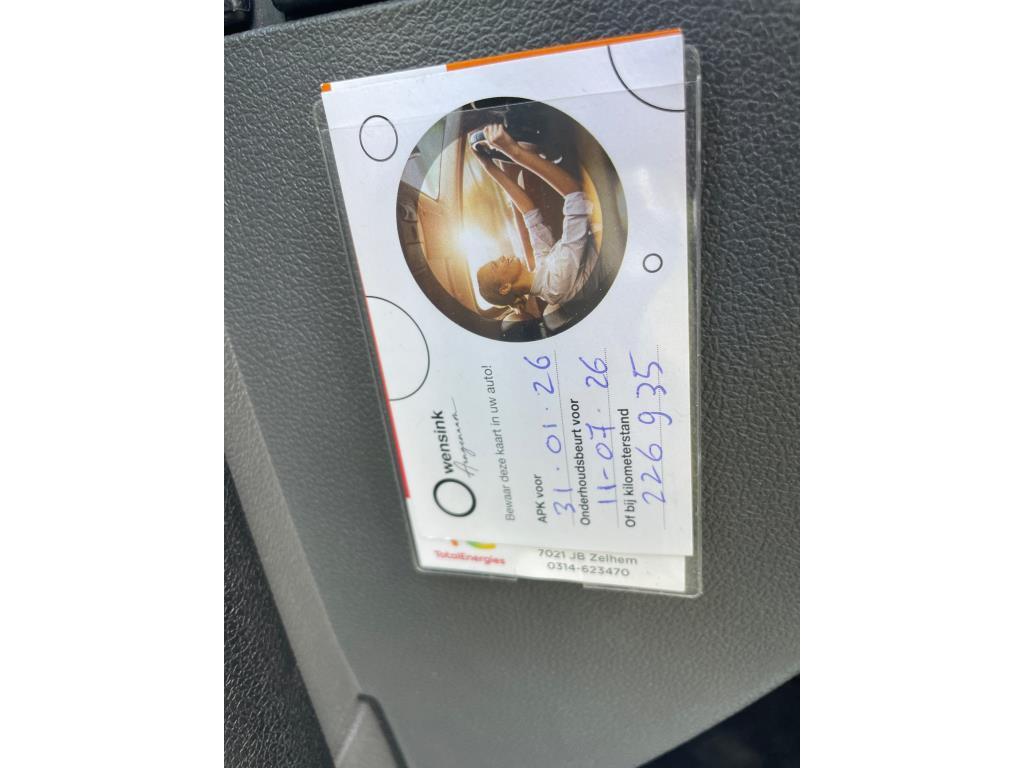 wensink
Aangenaam
Bewaar deze kaart in uw auto!
APK voor
31.01.26
Onderhoudsbeurt voor
11-07.26
Of bij kilometerstand
226935
TotalEnergies
7021 JB Zelhem
0314-623470